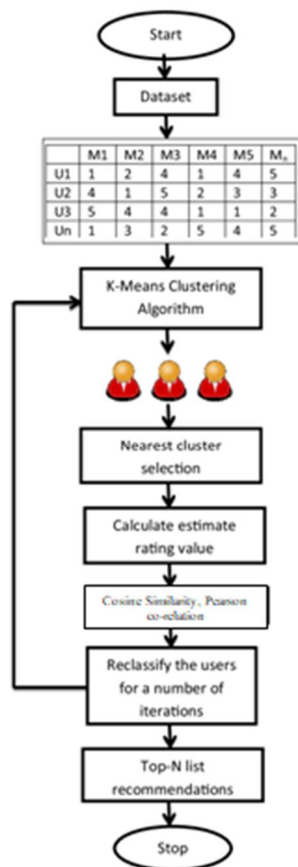 Start
Dataset
M1 M2 M3 M4 M5 Mn
U1 1 2 4 1 4 5
U2 4 1 5 2 3 3
U3 5 4 4 1 1 2
Un 1 3 2 5 4 5
K-Means Clustering
Algorithm
Nearest cluster
selection
Calculate estimate
rating value
Cosine Similarity, Pearson
co-relation
Reclassify the users
for a number of
iterations
Top-N list
recommendations
Stop